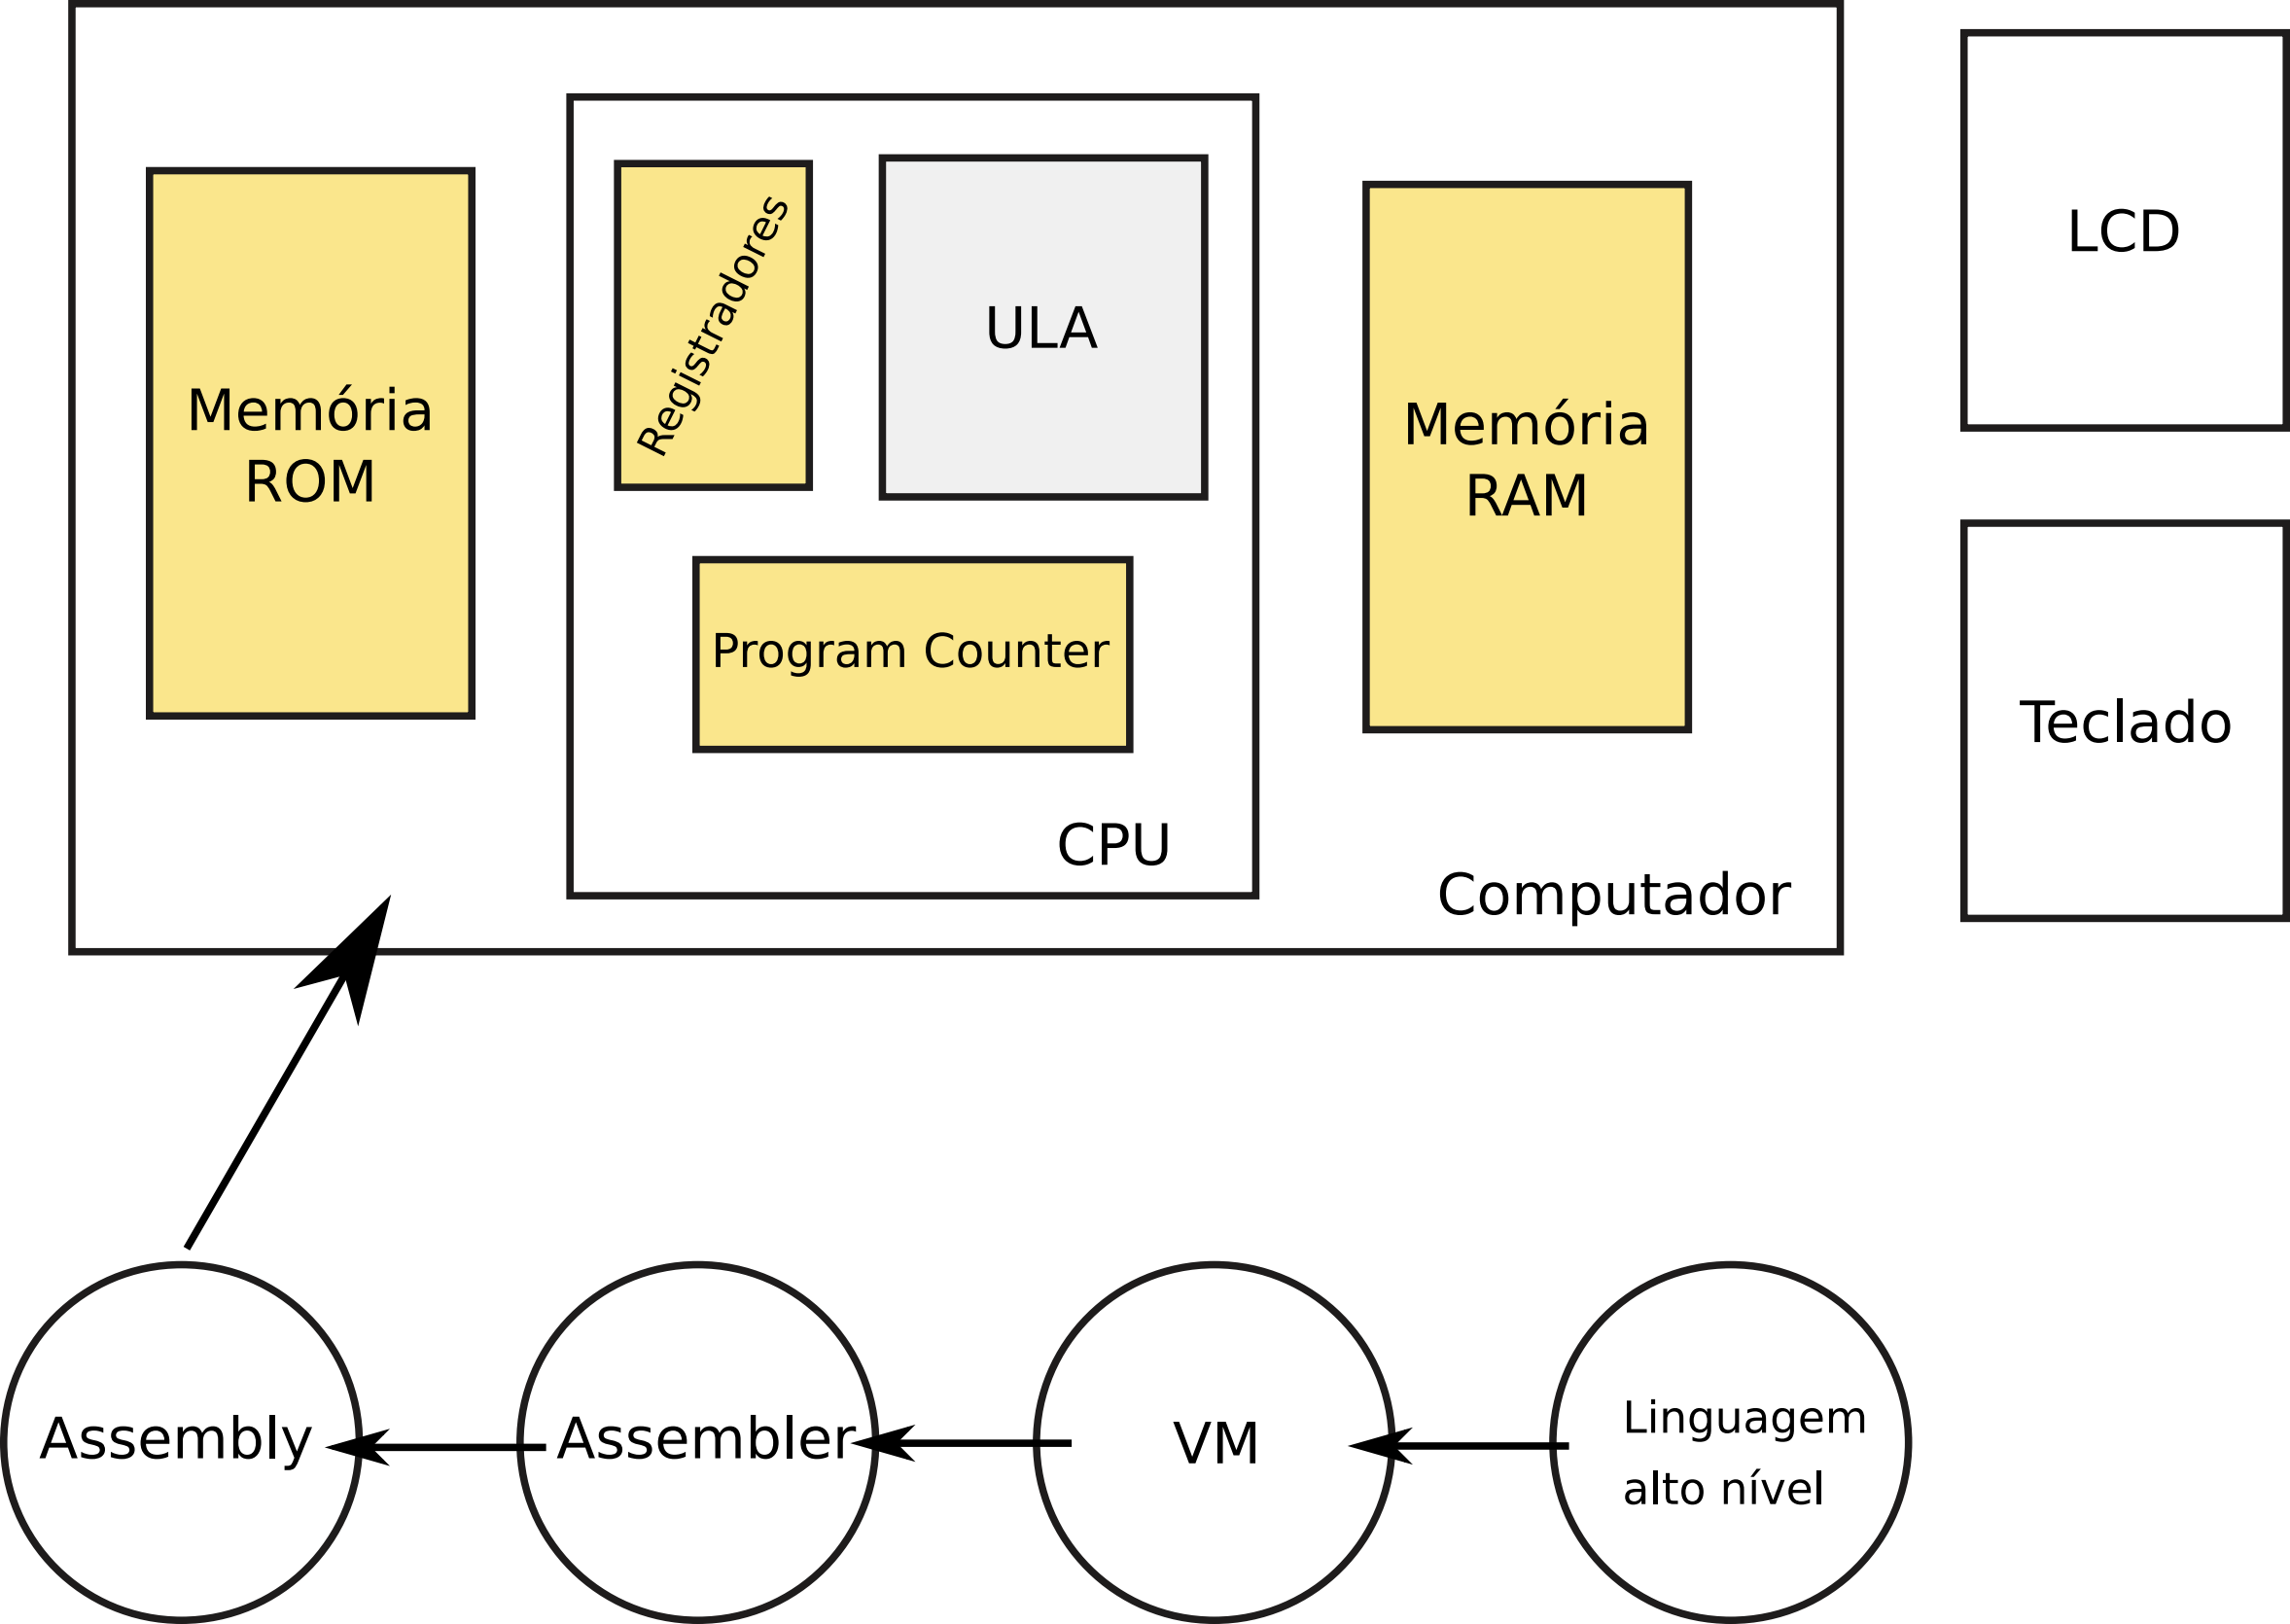 Memória
ROM
Registradores
ULA
Program Counter
CPU
Memória
RAM
Computador
LCD
Teclado
Assembly
Assembler
VM
Linguagem
alto nível